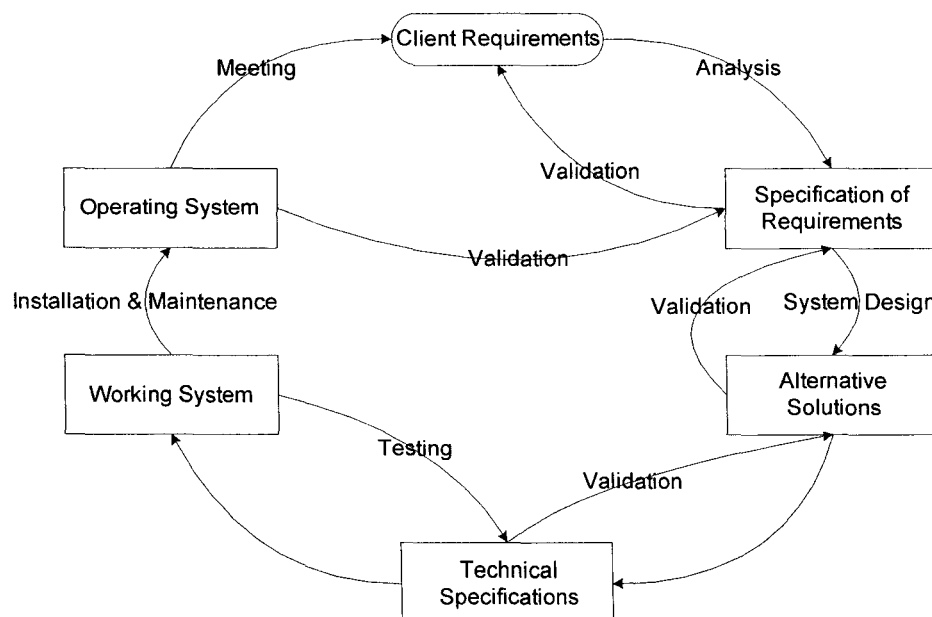 Client Requirements
Meeting
Analysis
Validation
Operating System
Specification of
Requirements
Validation
Installation & Maintenance
Validation
System Design
Working System
Alternative
Solutions
Testing
Validation
Technical
Specifications